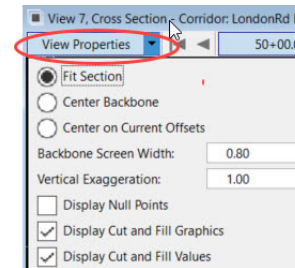 View 7, Cross Section - Corridor: LondonRd
View Properties 50+00.
Fit Section
Center Backbone
Center on Current Offsets
Backbone Screen Width: 0.80
Vertical Exaggeration: 1.00
Display Null Points
Display Cut and Fill Graphics
Display Cut and Fill Values